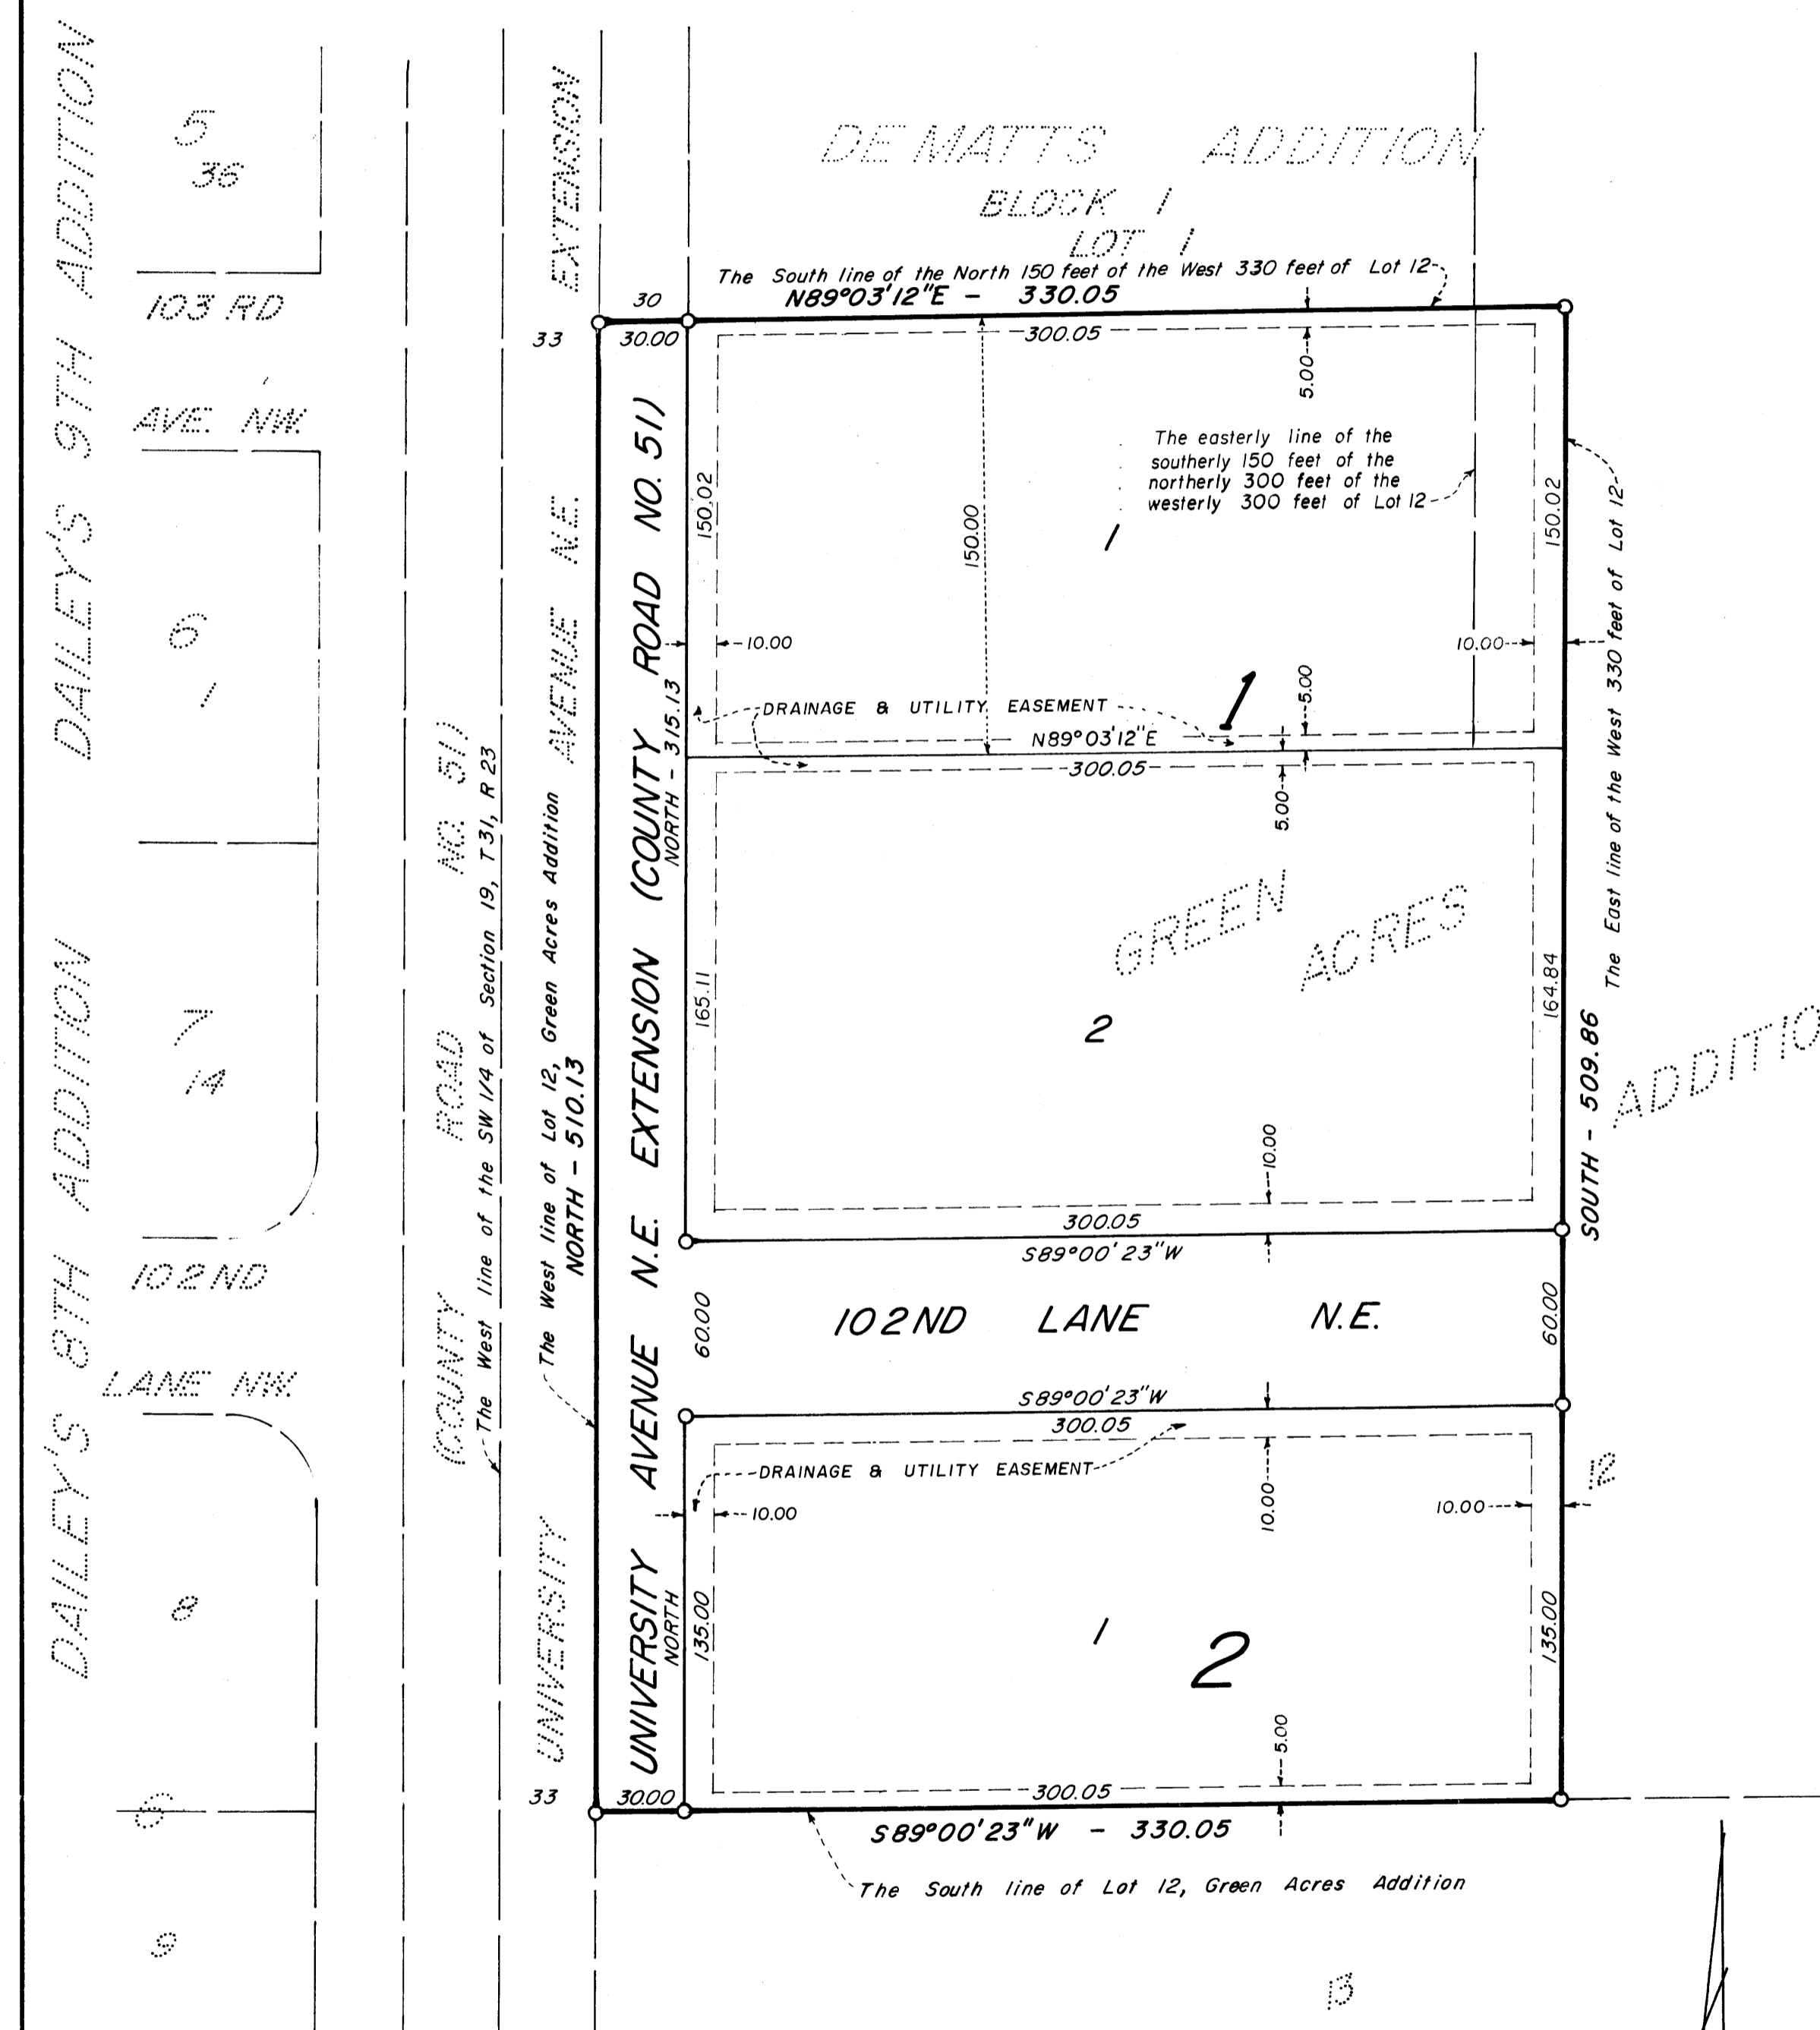 DAILEY'S 9TH ADDITION
5
36
103 RD
AVE. NW.
6
1
7
14
102ND
LANE NW.
8
9
DAILEY'S 8TH ADDITION
(COUNTY ROAD NO. 51)
The West line of the SW 1/4 of Section 19, T31, R23
UNIVERSITY AVENUE N.E. EXTENSION
The West line of Lot 12, Green Acres Addition
NORTH - 510.13
33
30
30.00
UNIVERSITY AVENUE N.E. EXTENSION (COUNTY ROAD NO. 51)
NORTH - 315.13
DE MATTS ADDITION
BLOCK 1
LOT 1
The South line of the North 150 feet of the West 330 feet of Lot 12
N89°03'12"E - 330.05
300.05
5.00
The easterly line of the
southerly 150 feet of the
northerly 300 feet of the
westerly 300 feet of Lot 12
150.02
150.00
1
150.02
10.00
10.00
1
5.00
DRAINAGE & UTILITY EASEMENT
N89°03'12"E
300.05
5.00
GREEN ACRES
ADDITIO
165.11
2
164.84
10.00
300.05
S89°00'23"W
The East line of the West 330 feet of Lot 12
SOUTH - 509.86
60.00
102ND LANE N.E.
60.00
S89°00'23"W
300.05
DRAINAGE & UTILITY EASEMENT
10.00
10.00
10.00
12
NORTH
135.00
1
2
135.00
5.00
33
30.00
300.05
S89°00'23"W - 330.05
The South line of Lot 12, Green Acres Addition
13